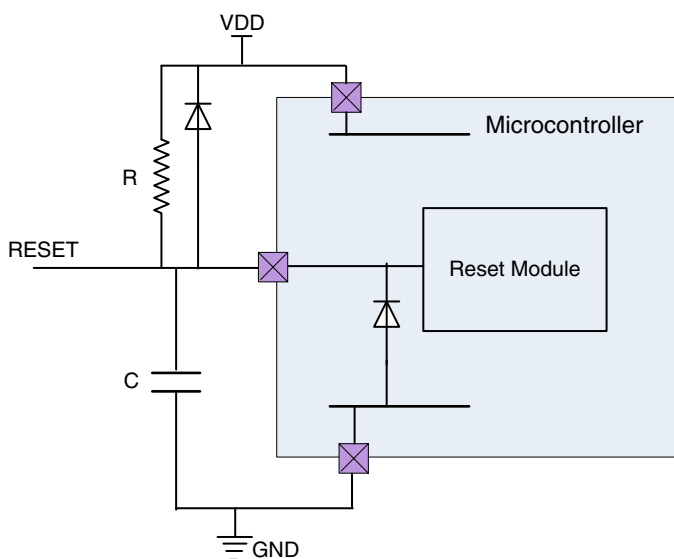 VDD
Microcontroller
R
RESET
Reset Module
C
GND